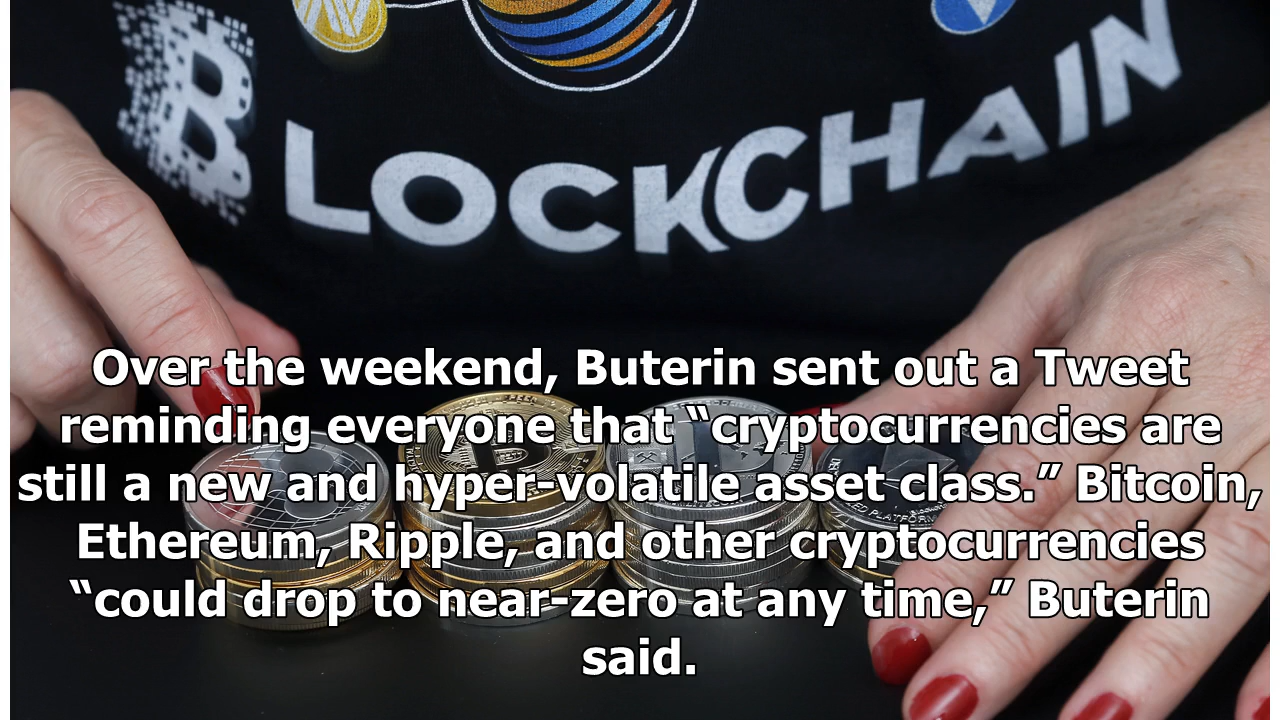 BLOCKCHAIN
Over the weekend, Buterin sent out a Tweet
reminding everyone that “cryptocurrencies are
still a new and hyper-volatile asset class.” Bitcoin,
Ethereum, Ripple, and other cryptocurrencies
“could drop to near-zero at any time,” Buterin
said.